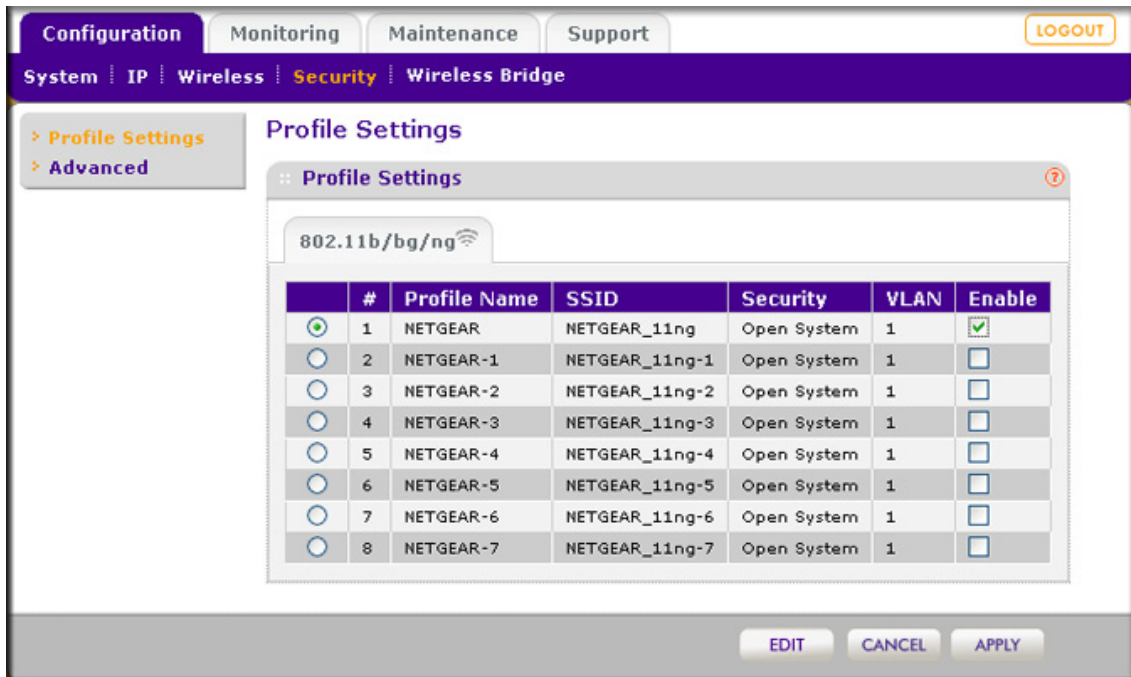 Configuration Monitoring Maintenance Support LOGOUT
System IP Wireless Security Wireless Bridge
Profile Settings
Advanced
Profile Settings
Profile Settings ?
802.11b/bg/ng
# Profile Name SSID Security VLAN Enable
1 NETGEAR NETGEAR_11ng Open System 1
2 NETGEAR-1 NETGEAR_11ng-1 Open System 1
3 NETGEAR-2 NETGEAR_11ng-2 Open System 1
4 NETGEAR-3 NETGEAR_11ng-3 Open System 1
5 NETGEAR-4 NETGEAR_11ng-4 Open System 1
6 NETGEAR-5 NETGEAR_11ng-5 Open System 1
7 NETGEAR-6 NETGEAR_11ng-6 Open System 1
8 NETGEAR-7 NETGEAR_11ng-7 Open System 1
EDIT CANCEL APPLY